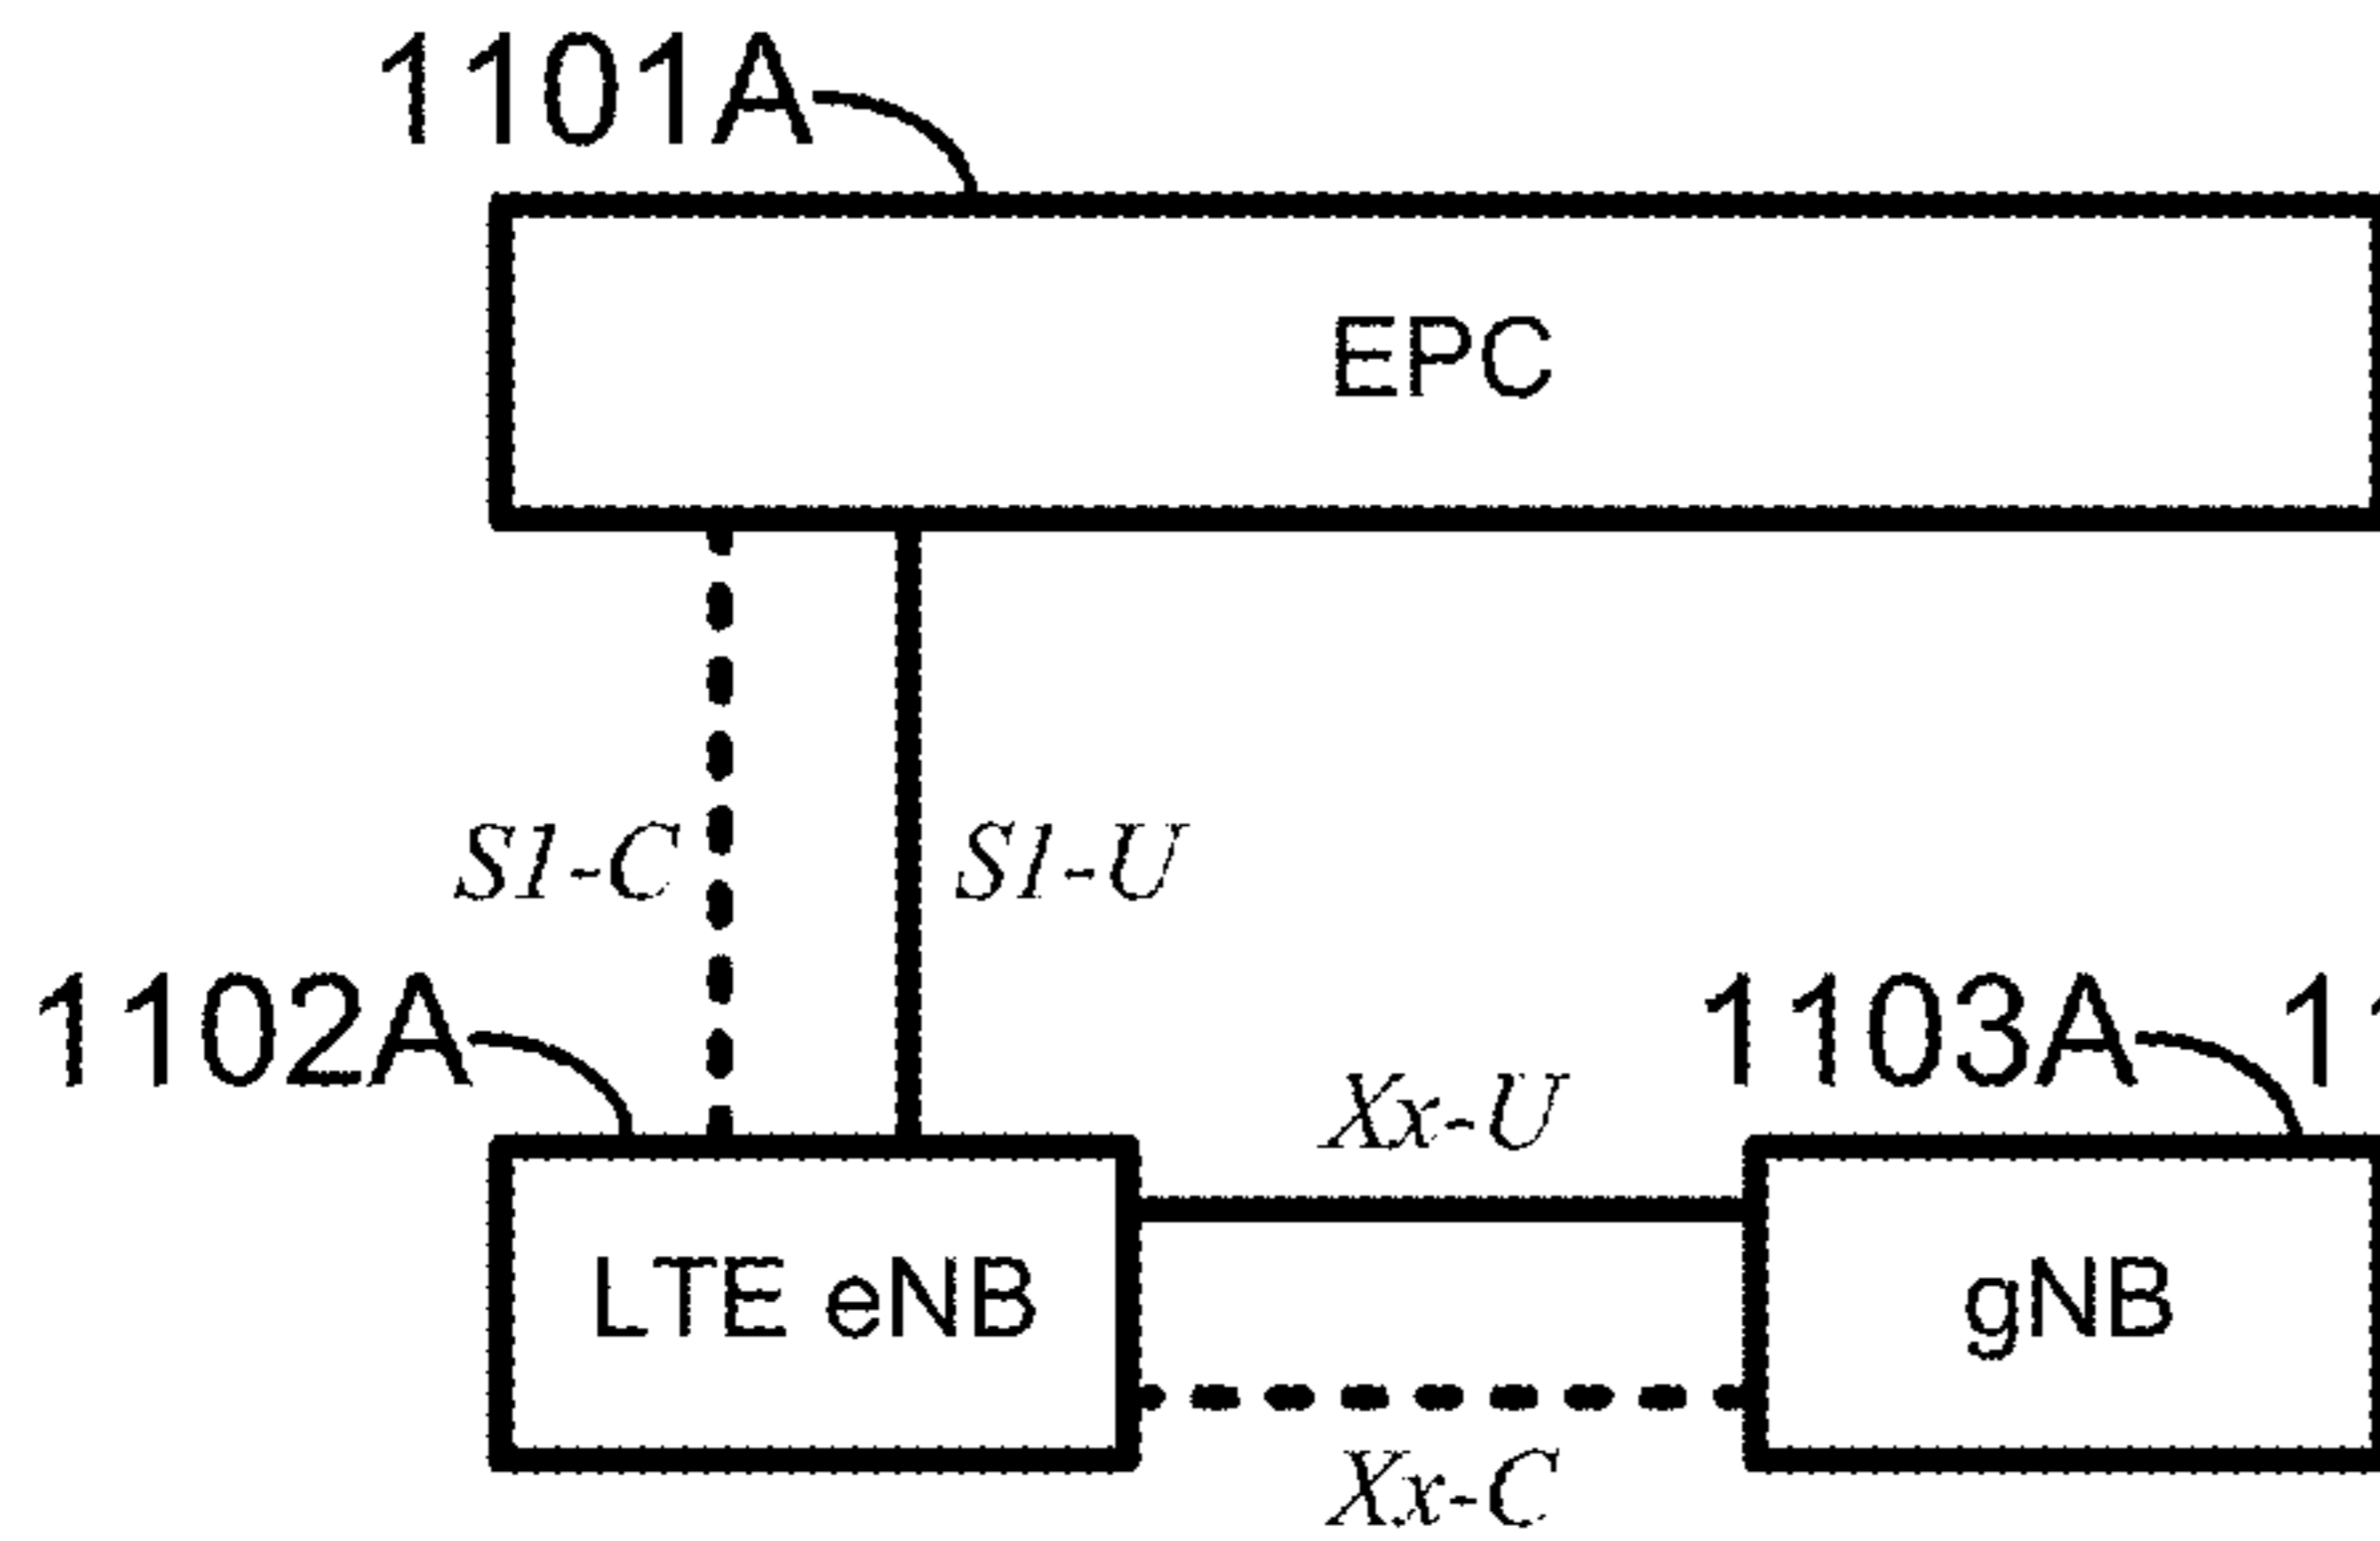 1101A
EPC
S1-C S1-U
1102A 1103A
Xx-U
LTE eNB gNB
Xx-C